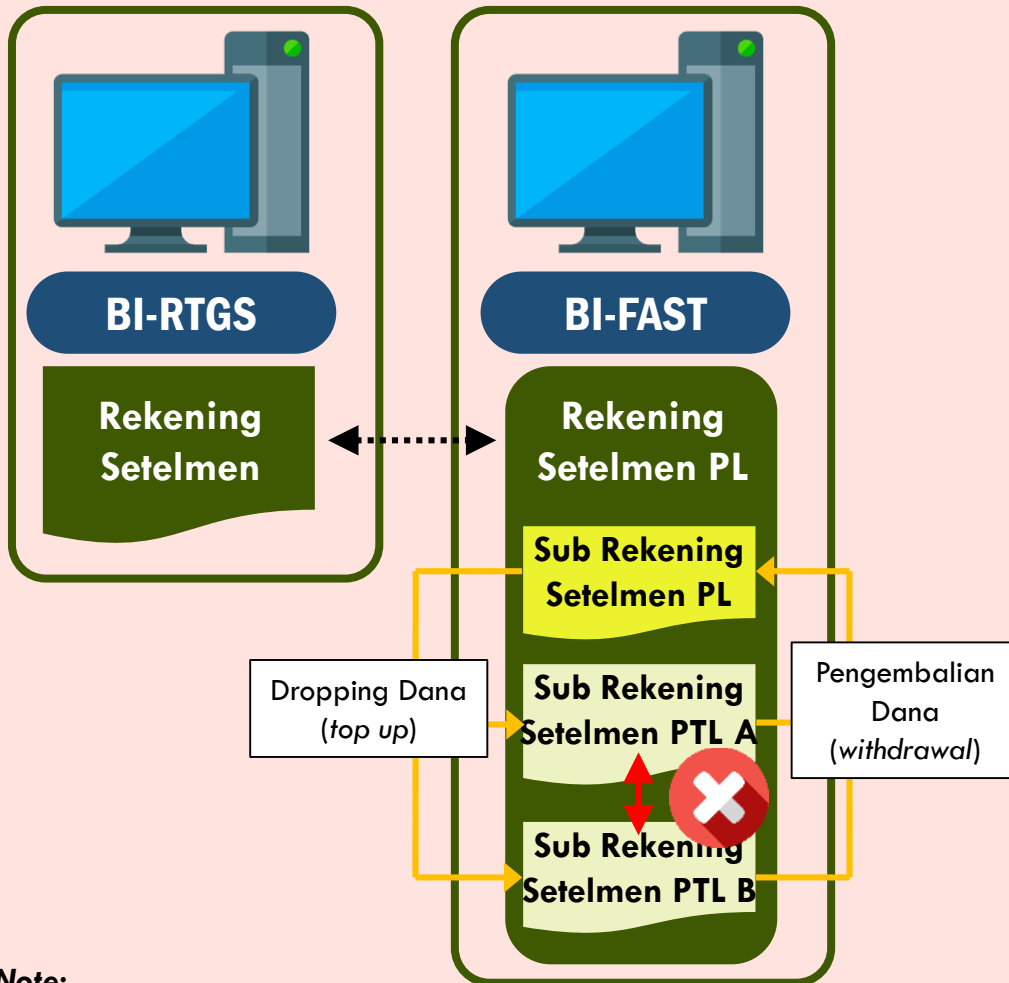 BI-RTGS
Rekening
Setelmen
BI-FAST
Rekening
Setelmen PL
Sub Rekening
Setelmen PL
Dropping Dana
(top up)
Sub Rekening
Setelmen PTL A
Pengembalian
Dana
(withdrawal)
Sub Rekening
Setelmen PTL B
Note: